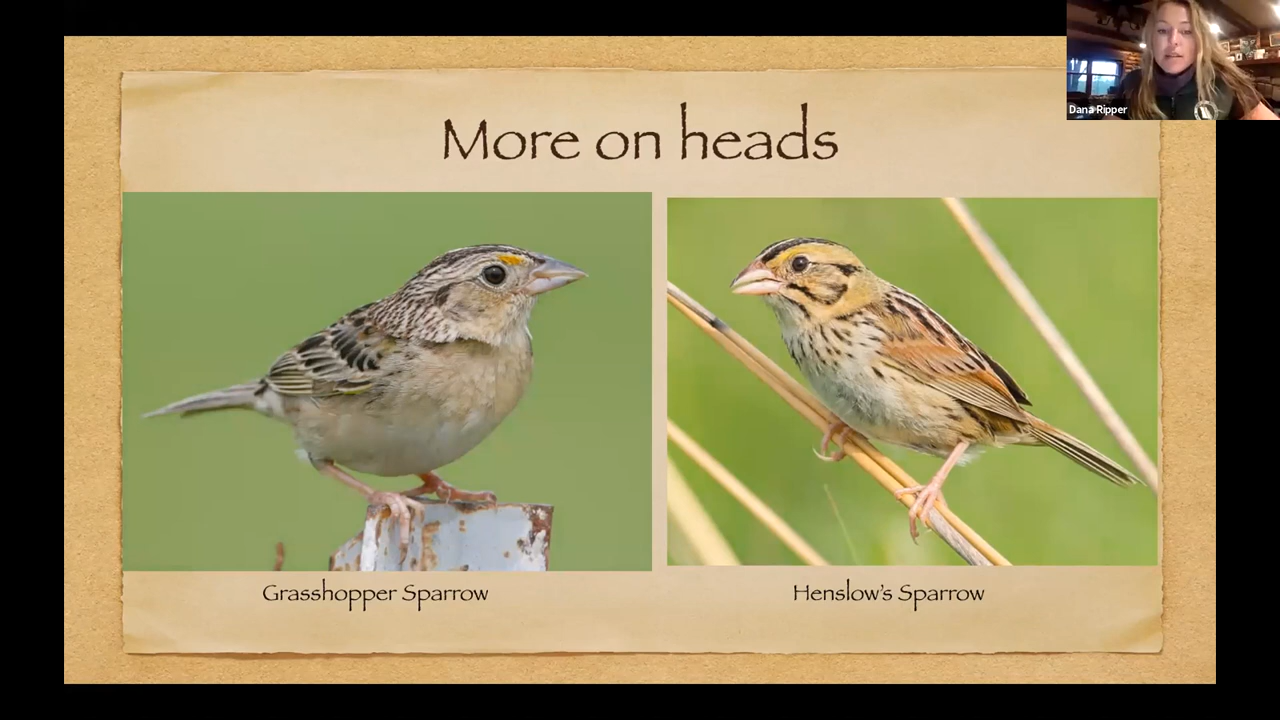 More on heads
Dana Ripper
Grasshopper Sparrow
Henslow's Sparrow